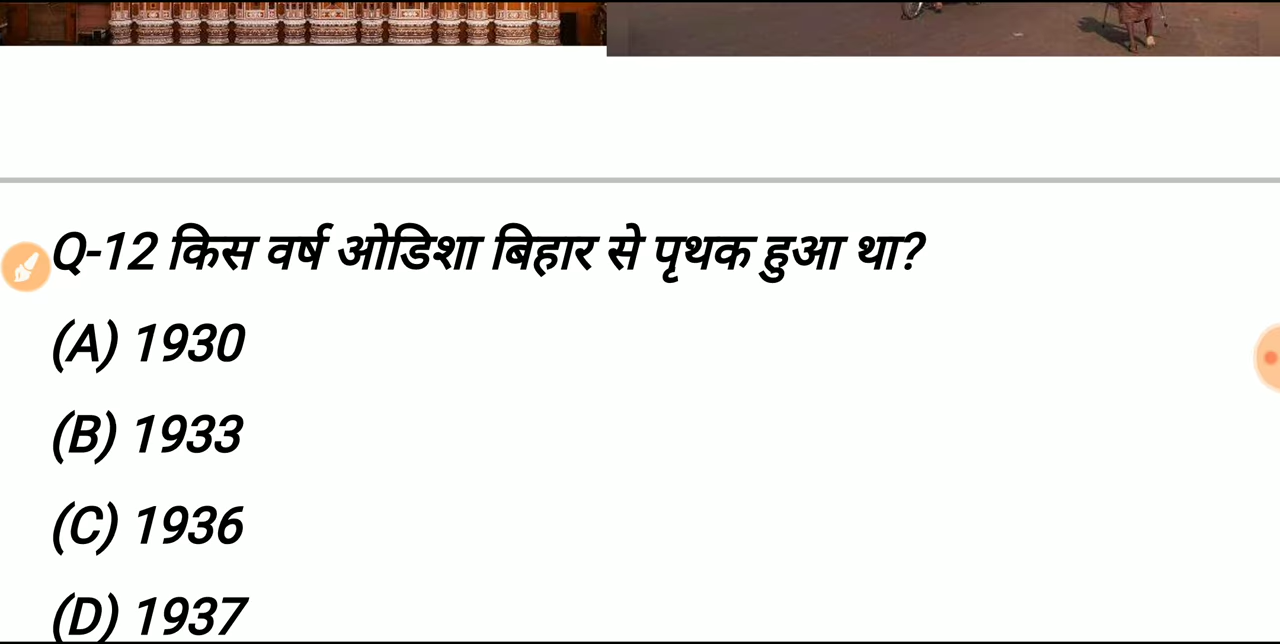 Q-12 किस वर्ष ओडिशा बिहार से पृथक हुआ था?
(A) 1930
(B) 1933
(C) 1936
(D) 1937